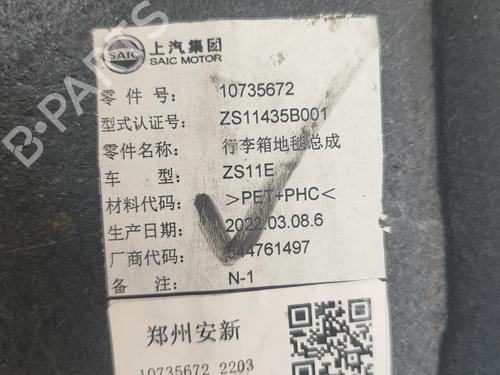 SAIC
上汽集团
SAIC MOTOR
零 件 号: 10735672
型式认证号: ZS11435B001
零件名称: 行李箱地毯总成
车 型: ZS11E
材料代码: >PET+PHC<
生产日期: 2022.03.08.6
厂商代码: 544761497
备 注: N-1
郑州安新
10735672 2203
B-PARTS